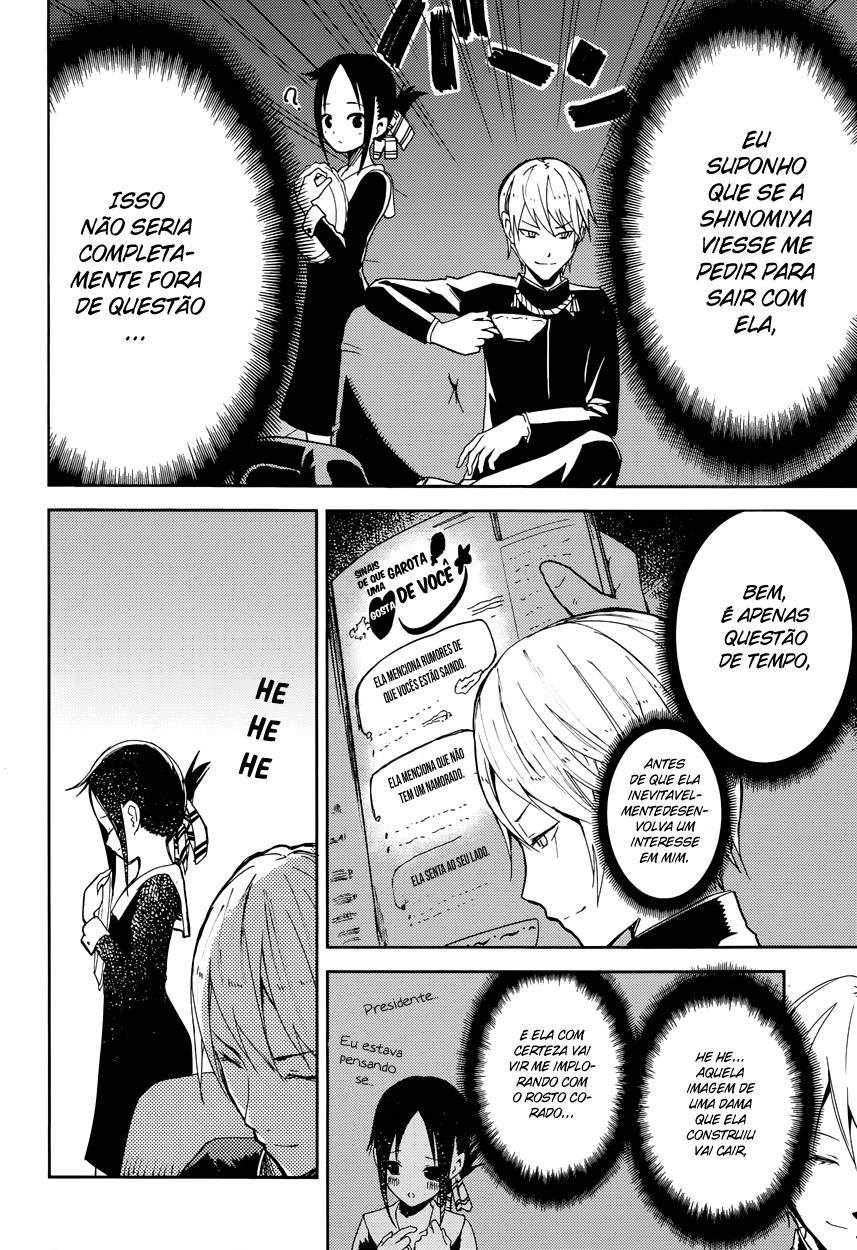 EU
SUPONHO
QUE SE A
SHINOMIYA
VIESSE ME
PEDIR PARA
SAIR COM
ELA,
?
ISSO
NÃO SERIA
COMPLETA-
MENTE FORA
DE QUESTÃO
...
BEM,
É APENAS
QUESTÃO
DE TEMPO,
SINAIS
DE QUE
UMA GAROTA
GOSTA DE VOCÊ
ELA MENCIONA RUMORES DE
QUE VOCÊS ESTÃO SAINDO.
ELA MENCIONA QUE NÃO
TEM UM NAMORADO.
ELA SENTA AO SEU LADO.
ANTES
DE QUE ELA
INEVITAVEL-
MENTEDESEN-
VOLVA UM
INTERESSE
EM MIM.
HE
HE
HE
HE HE...
AQUELA
IMAGEM DE
UMA DAMA
QUE ELA
CONSTRUIU
VAI CAIR,
E ELA COM
CERTEZA VAI
VIR ME IMPLO-
RANDO COM
O ROSTO CO-
RADO...
Presidente..
Eu estava
pensando
se..